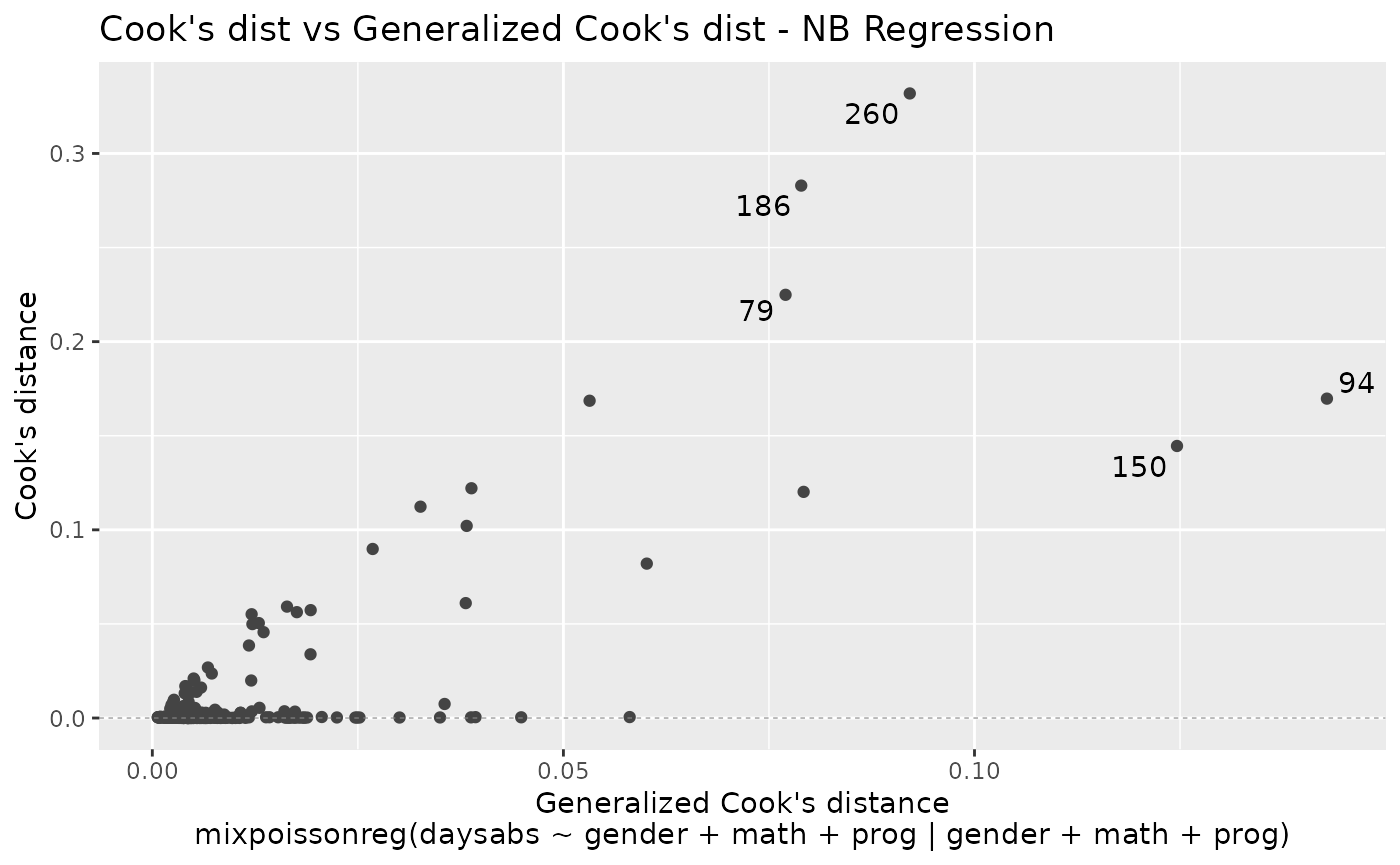 Cook's dist vs Generalized Cook's dist - NB Regression
260
0.3
186
79
0.2
94
150
Cook's distance
0.1
0.0
0.00 0.05 0.10
Generalized Cook's distance
mixpoissonreg(daysabs ~ gender + math + prog | gender + math + prog)